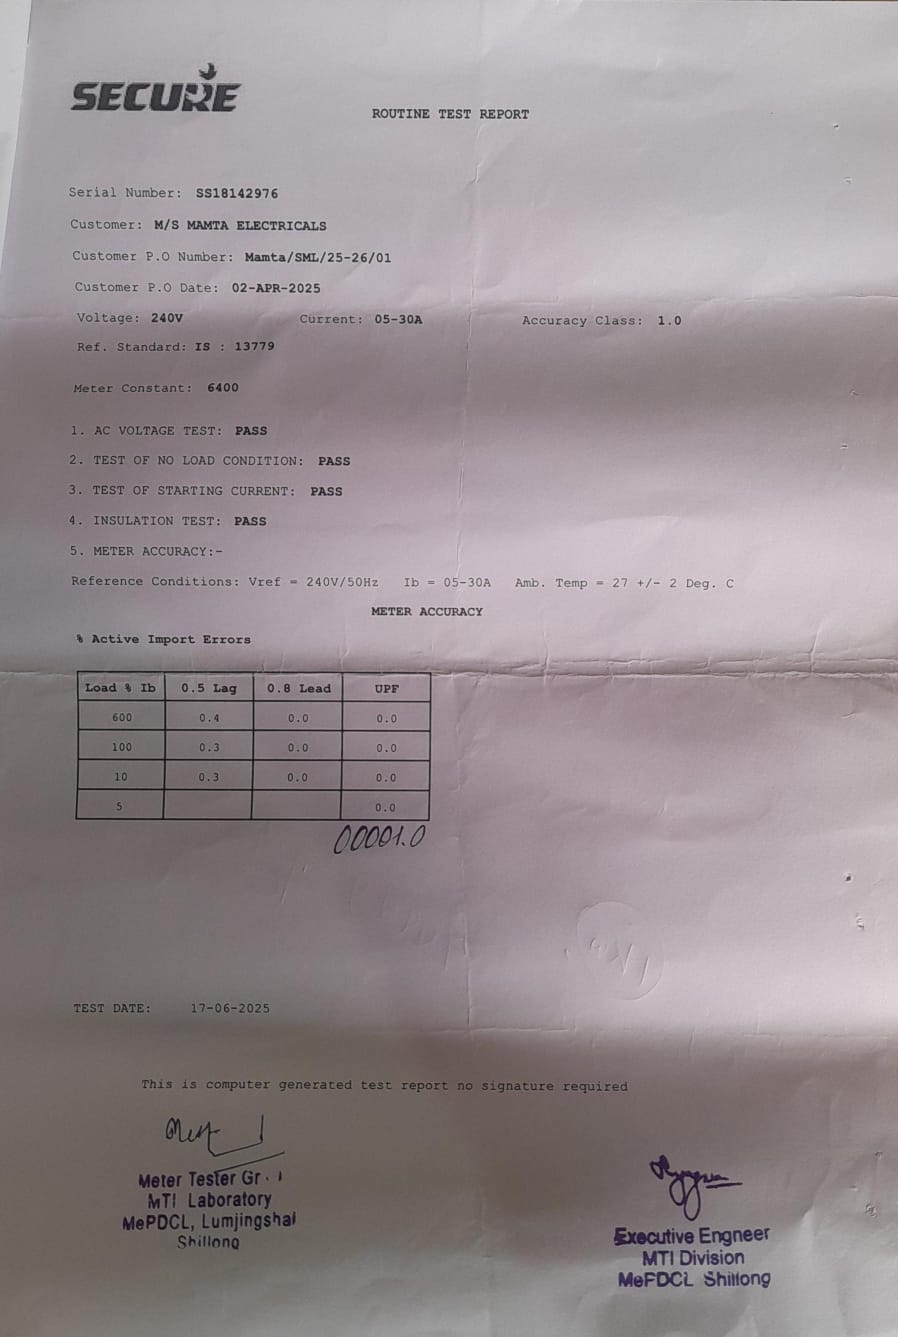 SECURE
ROUTINE TEST REPORT
Serial Number: SS18142976
Customer: M/S MAMTA ELECTRICALS
Customer P.O Number: Mamta/SML/25-26/01
Customer P.O Date: 02-APR-2025
Voltage: 240V Current: 05-30A Accuracy Class: 1.0
Ref. Standard: IS : 13779
Meter Constant: 6400
1. AC VOLTAGE TEST: PASS
2. TEST OF NO LOAD CONDITION: PASS
3. TEST OF STARTING CURRENT: PASS
4. INSULATION TEST: PASS
5. METER ACCURACY:-
Reference Conditions: Vref = 240V/50Hz Ib = 05-30A Amb. Temp = 27 +/- 2 Deg. C
METER ACCURACY
% Active Import Errors
Load % Ib 0.5 Lag 0.8 Lead UPF
600 0.4 0.0 0.0
100 0.3 0.0 0.0
10 0.3 0.0 0.0
5 0.0
00001.0
TEST DATE: 17-06-2025
This is computer generated test report no signature required
Meter Tester Gr. I
MTI Laboratory
MePDCL, Lumjingshai
Shillong
Executive Engneer
MTI Division
MePDCL Shillong